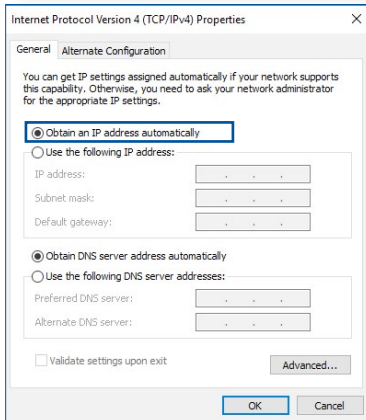 Internet Protocol Version 4 (TCP/IPv4) Properties
General Alternate Configuration
You can get IP settings assigned automatically if your network supports
this capability. Otherwise, you need to ask your network administrator
for the appropriate IP settings.
Obtain an IP address automatically
Use the following IP address:
IP address:
Subnet mask:
Default gateway:
Obtain DNS server address automatically
Use the following DNS server addresses:
Preferred DNS server:
Alternate DNS server:
Validate settings upon exit
Advanced...
OK Cancel